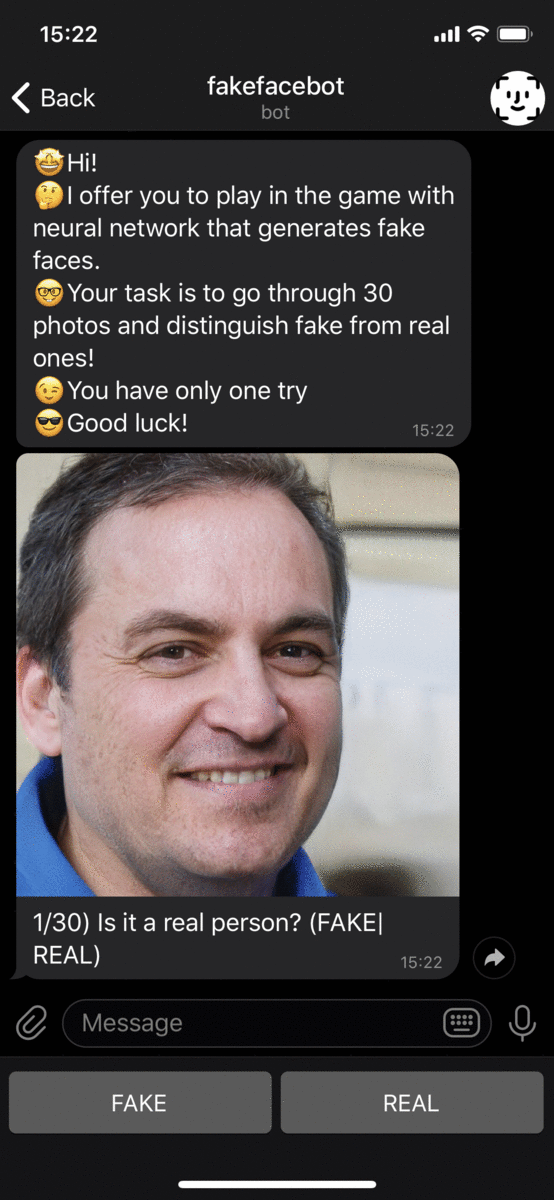 15:22
Back
fakefacebot
bot
🤩Hi!
🤔I offer you to play in the game with
neural network that generates fake
faces.
🤓Your task is to go through 30
photos and distinguish fake from real
ones!
😉You have only one try
😎Good luck!
15:22
1/30) Is it a real person? (FAKE|
REAL)
15:22
Message
FAKE
REAL